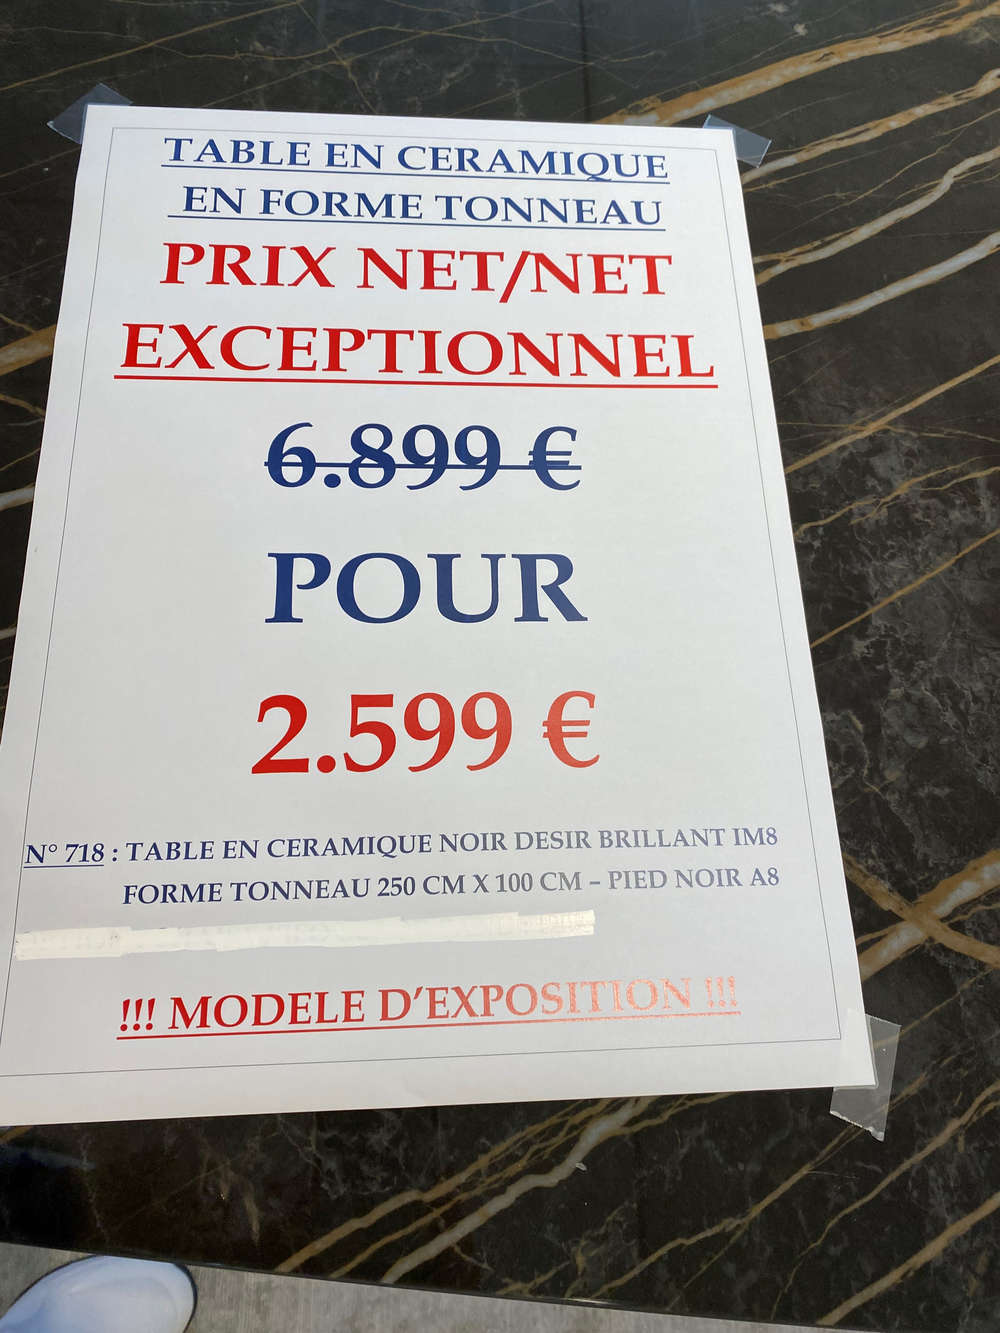 TABLE EN CERAMIQUE
EN FORME TONNEAU
PRIX NET/NET
EXCEPTIONNEL
6.899 €
POUR
2.599 €
N° 718 : TABLE EN CERAMIQUE NOIR DESIR BRILLANT IM8
FORME TONNEAU 250 CM X 100 CM – PIED NOIR A8
!!! MODELE D’EXPOSITION !!!